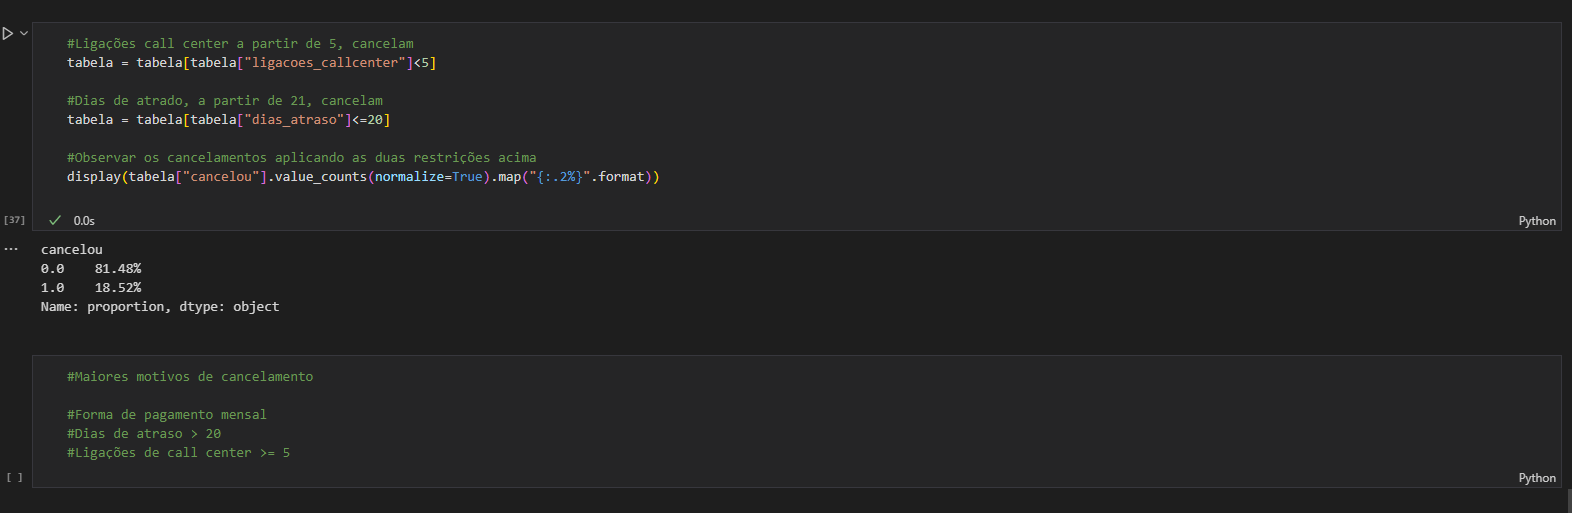 #Ligações call center a partir de 5, cancelam
tabela = tabela[tabela["ligacoes_callcenter"]<5]
#Dias de atrado, a partir de 21, cancelam
tabela = tabela[tabela["dias_atraso"]<=20]
#Observar os cancelamentos aplicando as duas restrições acima
display(tabela["cancelou"].value_counts(normalize=True).map("{:.2%}".format))
[37] 0.0s Python
... cancelou
0.0    81.48%
1.0    18.52%
Name: proportion, dtype: object
#Maiores motivos de cancelamento
#Forma de pagamento mensal
#Dias de atraso > 20
#Ligações de call center >= 5
[ ] Python